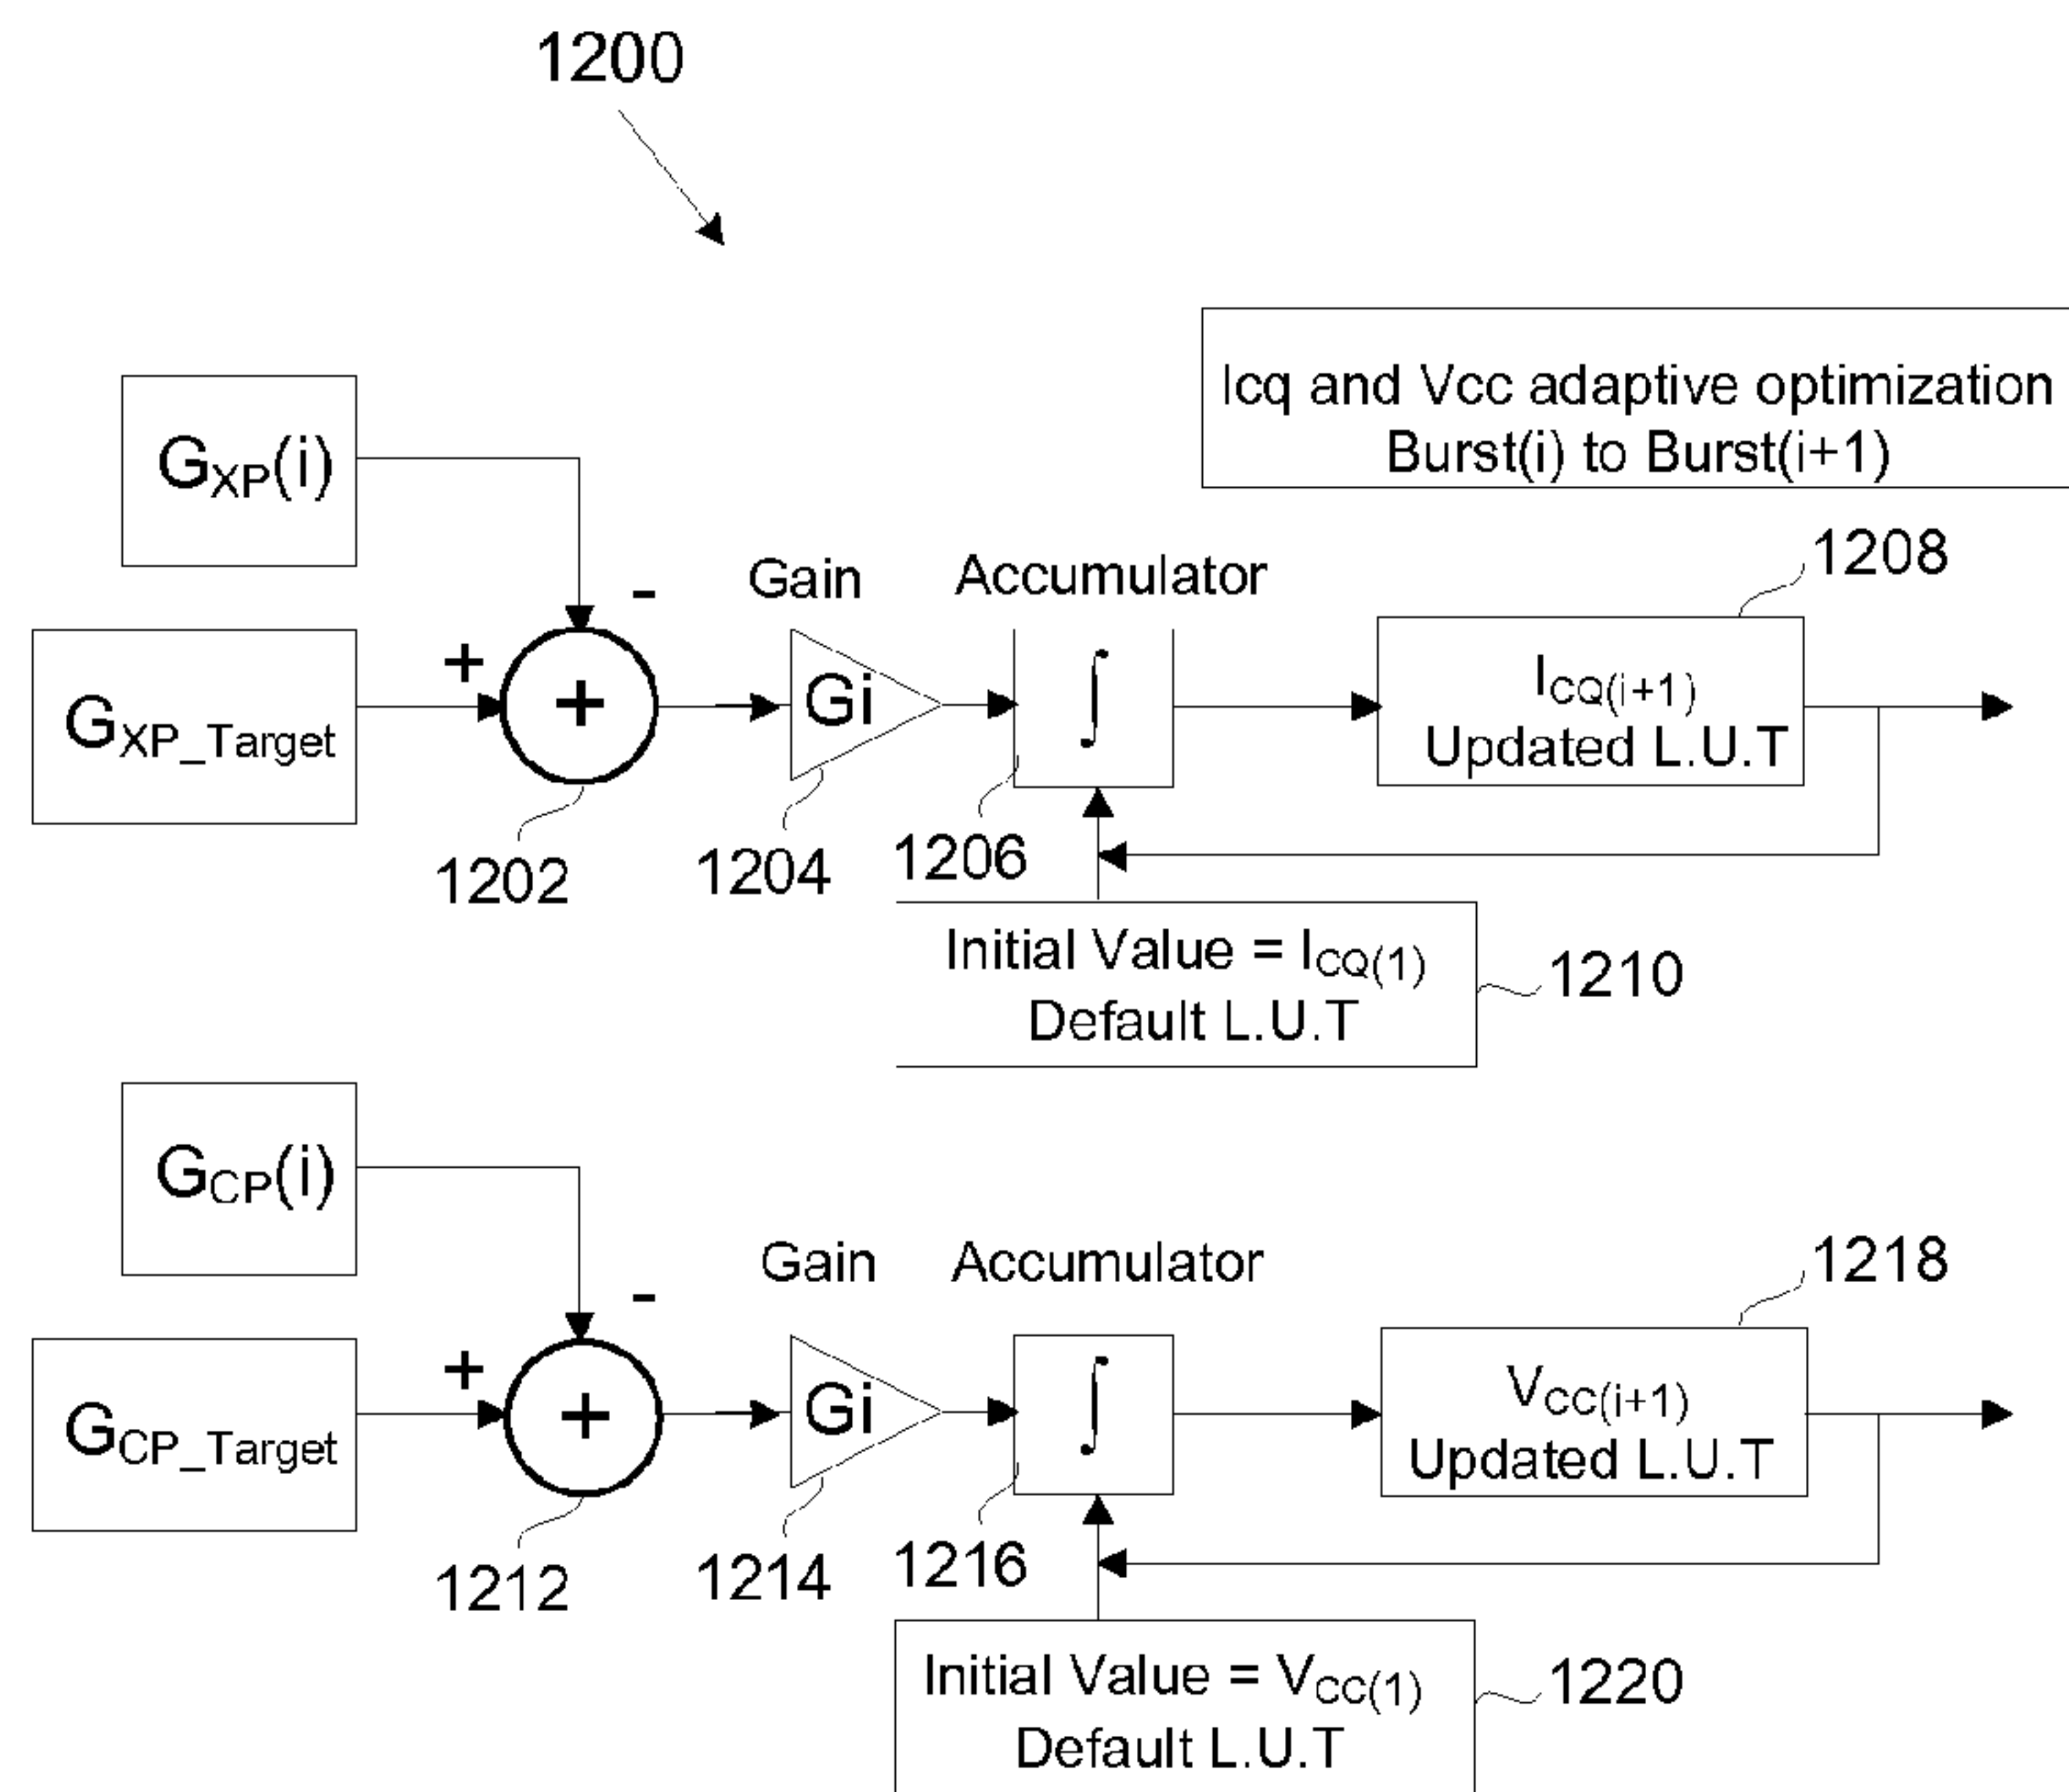 1200
Icq and Vcc adaptive optimization
Burst(i) to Burst(i+1)
GXP(i)
1208
Gain
Accumulator
-
+
GXP_Target
+
Gi
∫
ICQ(i+1)
Updated L.U.T
1202
1204
1206
Initial Value = ICQ(1)
Default L.U.T
1210
GCP(i)
1218
Gain
Accumulator
-
+
GCP_Target
+
Gi
∫
VCC(i+1)
Updated L.U.T
1212
1214
1216
Initial Value = VCC(1)
Default L.U.T
1220